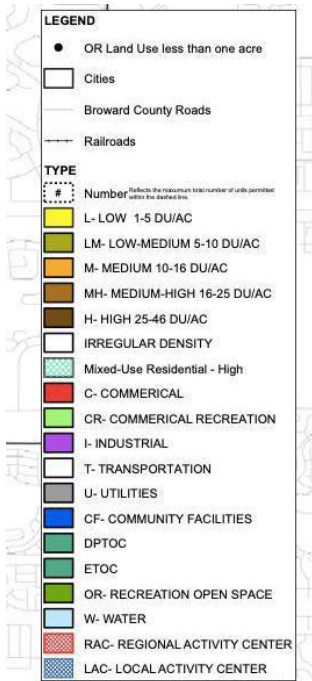 LEGEND
OR Land Use less than one acre
Cities
Broward County Roads
Railroads
TYPE
# Number Reflects the maximum total number of units permitted
within the dashed line.
L- LOW 1-5 DU/AC
LM- LOW-MEDIUM 5-10 DU/AC
M- MEDIUM 10-16 DU/AC
MH- MEDIUM-HIGH 16-25 DU/AC
H- HIGH 25-46 DU/AC
IRREGULAR DENSITY
Mixed-Use Residential - High
C- COMMERICAL
CR- COMMERICAL RECREATION
I- INDUSTRIAL
T- TRANSPORTATION
U- UTILITIES
CF- COMMUNITY FACILITIES
DPTOC
ETOC
OR- RECREATION OPEN SPACE
W- WATER
RAC- REGIONAL ACTIVITY CENTER
LAC- LOCAL ACTIVITY CENTER